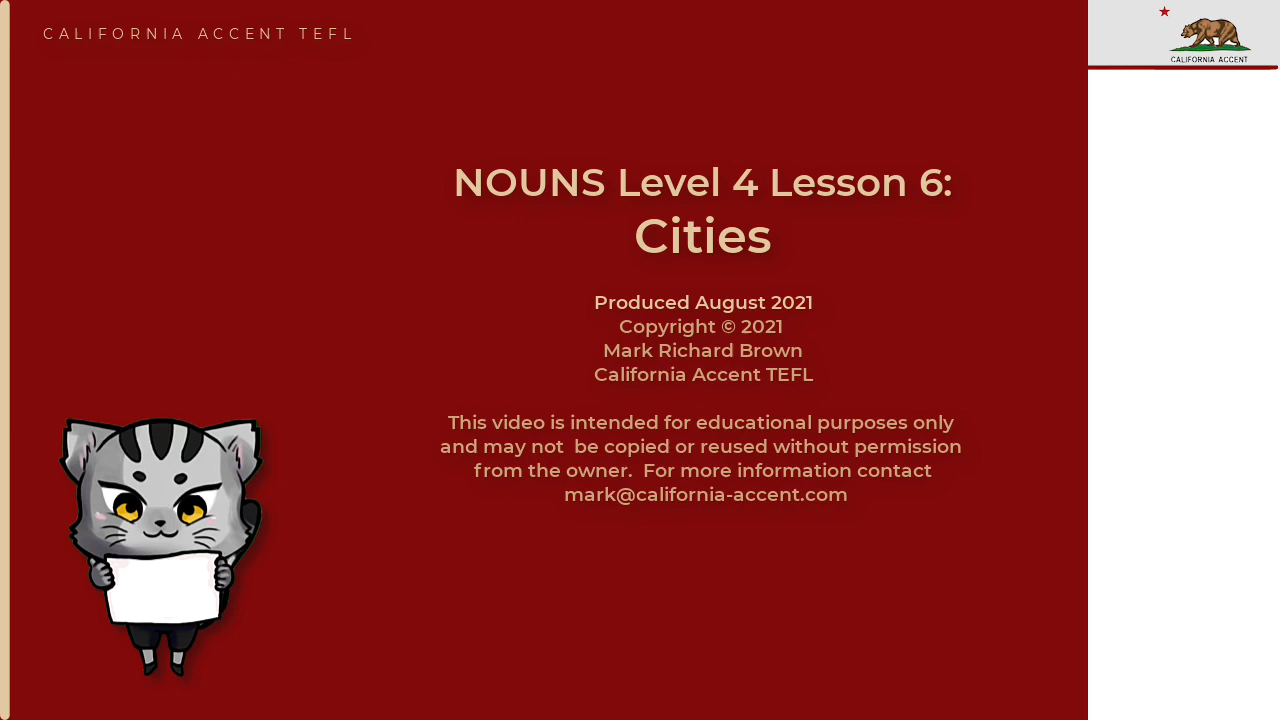 CALIFORNIA ACCENT TEFL
CALIFORNIA ACCENT
NOUNS Level 4 Lesson 6:
Cities
Produced August 2021
Copyright © 2021
Mark Richard Brown
California Accent TEFL
This video is intended for educational purposes only
and may not be copied or reused without permission
from the owner. For more information contact
mark@california-accent.com